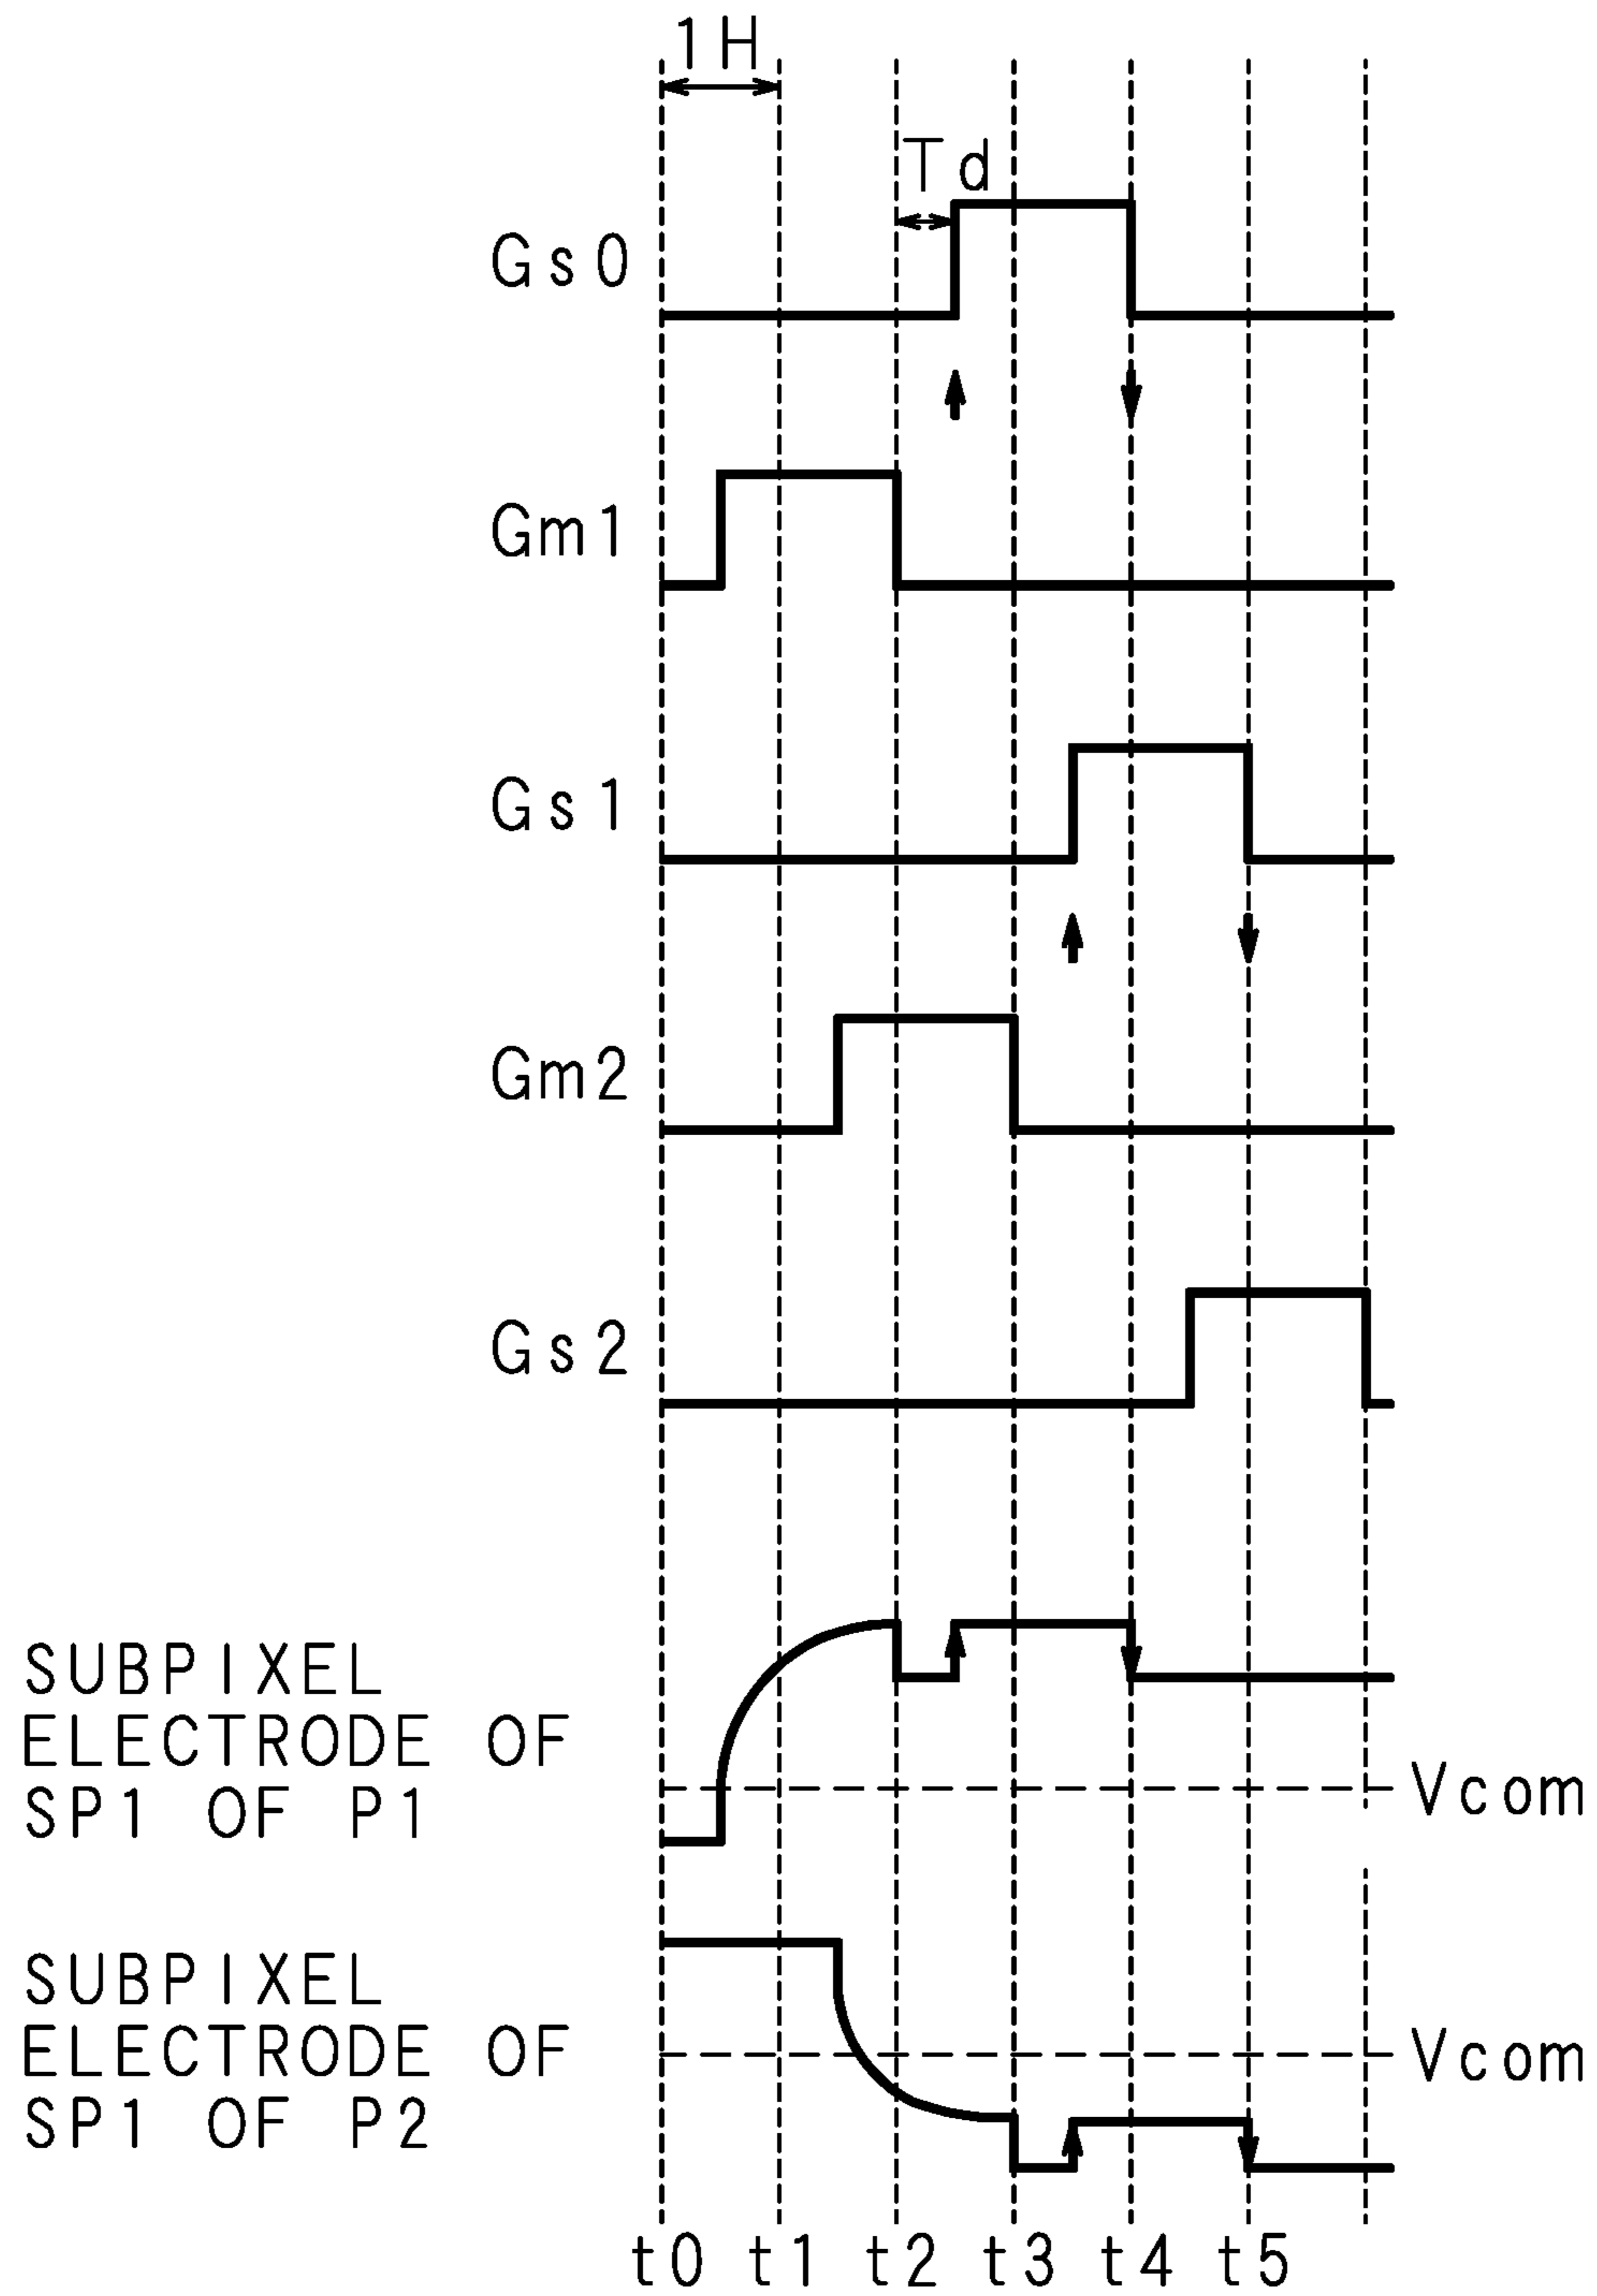 1H
Td
Gs0
Gm1
Gs1
Gm2
Gs2
SUBPIXEL
ELECTRODE OF
SP1 OF P1
Vcom
SUBPIXEL
ELECTRODE OF
SP1 OF P2
Vcom
t0 t1 t2 t3 t4 t5